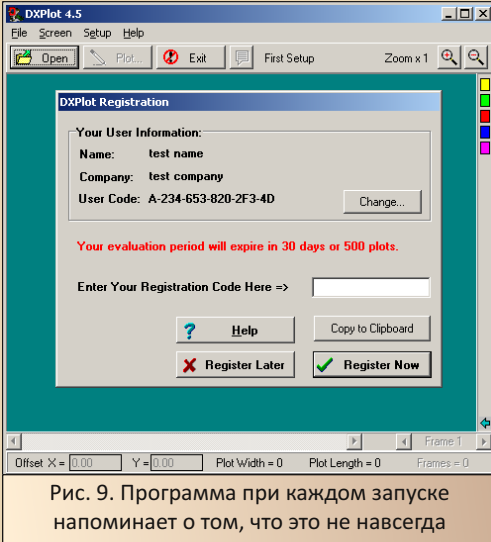 DXPlot 4.5
File Screen Setup Help
Open Plot... Exit First Setup Zoom x 1
DXPlot Registration
Your User Information:
Name: test name
Company: test company
User Code: A-234-653-820-2F3-4D
Change...
Your evaluation period will expire in 30 days or 500 plots.
Enter Your Registration Code Here =>
? Help Copy to Clipboard
Register Later Register Now
Frame 1
Offset X = 0.00 Y = 0.00 Plot Width = 0 Plot Length = 0 Frames = 0
Рис. 9. Программа при каждом запуске
напоминает о том, что это не навсегда